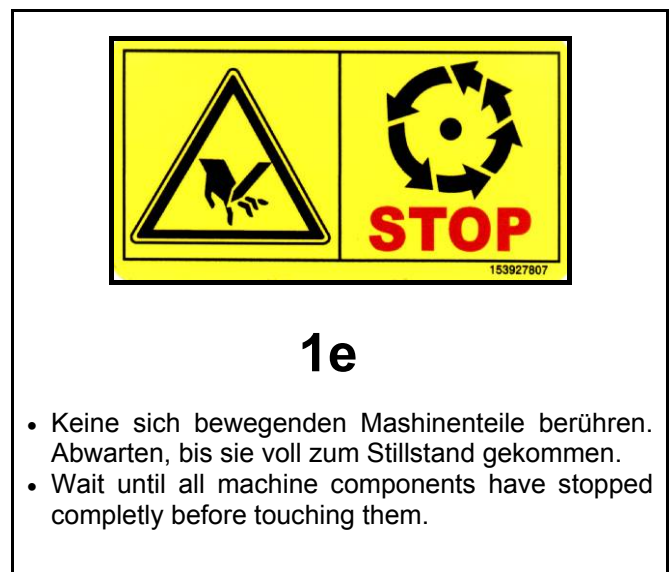 STOP
153927807
1e
• Keine sich bewegenden Mashinenteile berühren.
Abwarten, bis sie voll zum Stillstand gekommen.
• Wait until all machine components have stopped
completly before touching them.